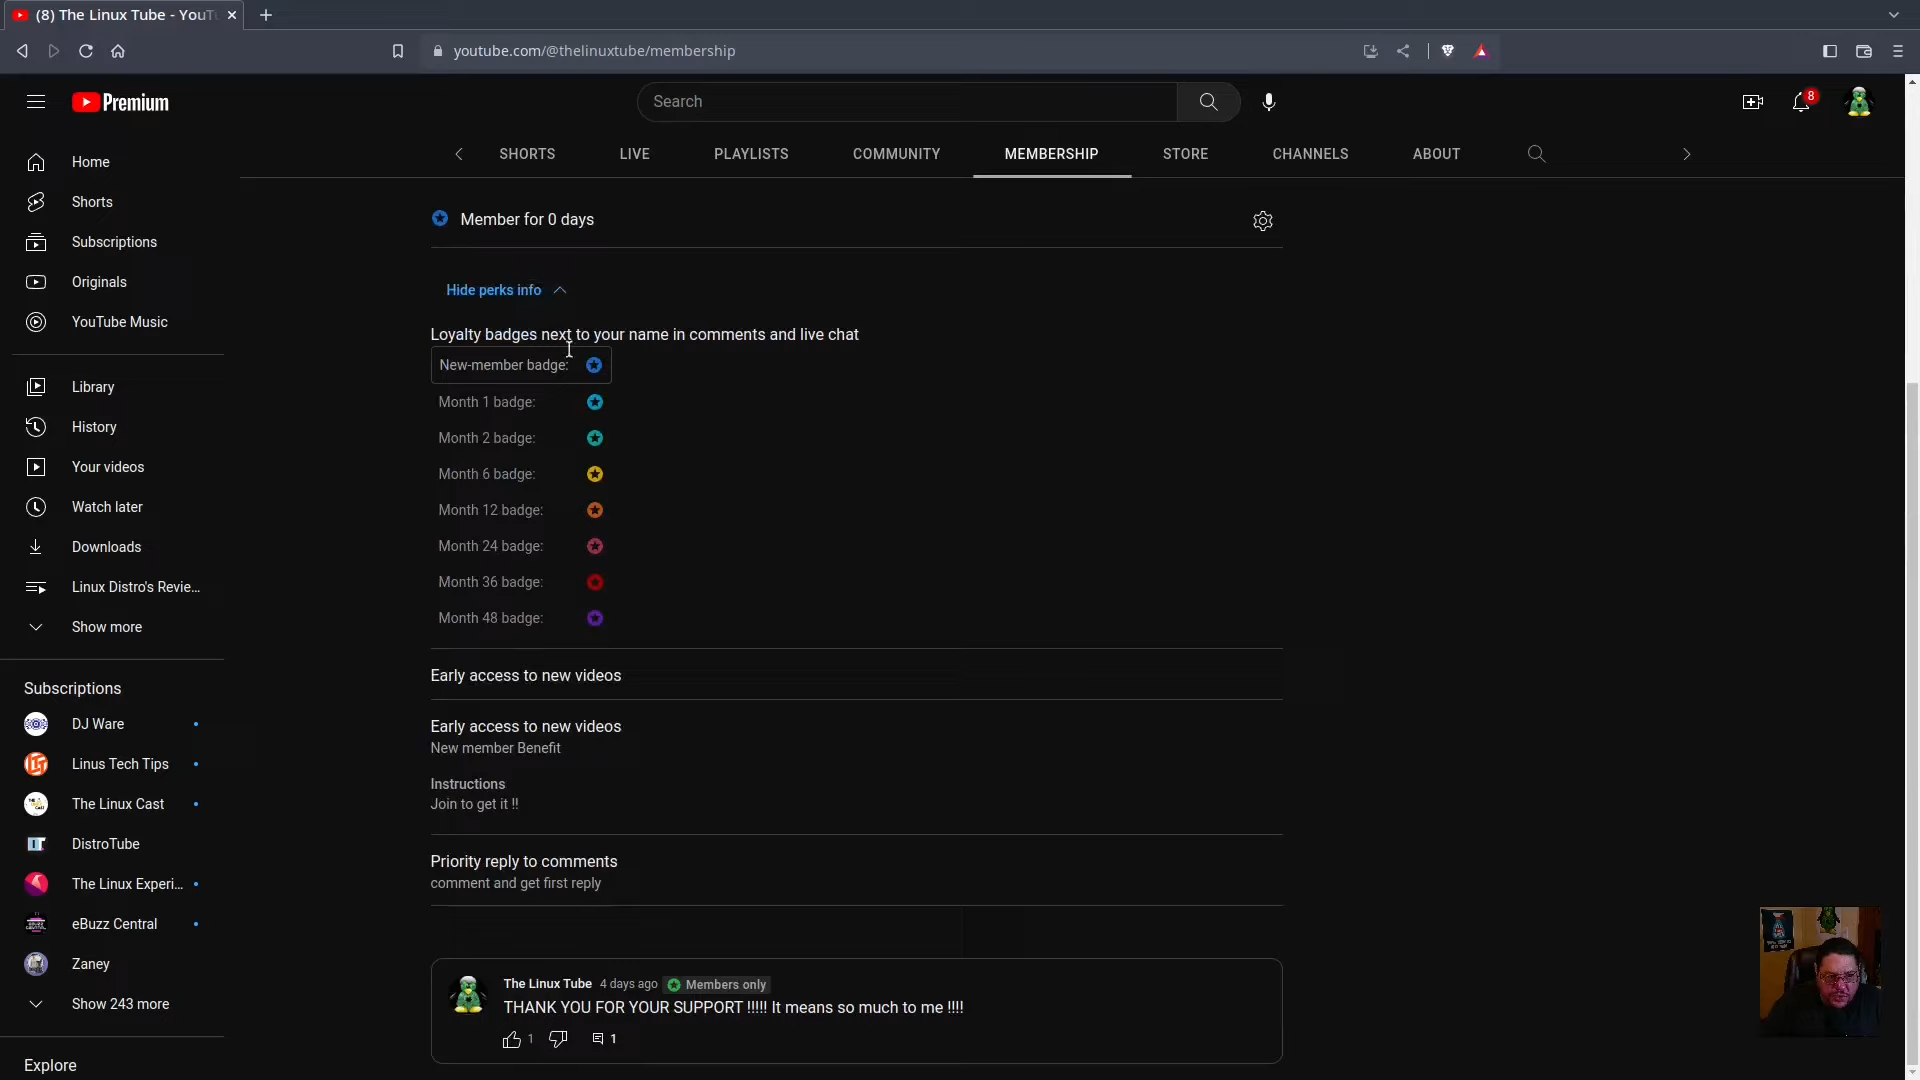 (8) The Linux Tube - YouTu
youtube.com/@thelinuxtube/membership
Premium
Search
8
SHORTS
LIVE
PLAYLISTS
COMMUNITY
MEMBERSHIP
STORE
CHANNELS
ABOUT
Home
Shorts
Subscriptions
Originals
YouTube Music
Library
History
Your videos
Watch later
Downloads
Linux Distro's Revie...
Show more
Subscriptions
DJ Ware
Linus Tech Tips
The Linux Cast
DistroTube
The Linux Experi...
eBuzz Central
Zaney
Show 243 more
Explore
Member for 0 days
Hide perks info
Loyalty badges next to your name in comments and live chat
New-member badge:
Month 1 badge:
Month 2 badge:
Month 6 badge:
Month 12 badge:
Month 24 badge:
Month 36 badge:
Month 48 badge:
Early access to new videos
Early access to new videos
New member Benefit
Instructions
Join to get it !!
Priority reply to comments
comment and get first reply
The Linux Tube 4 days ago Members only
THANK YOU FOR YOUR SUPPORT !!!!! It means so much to me !!!!
1 1